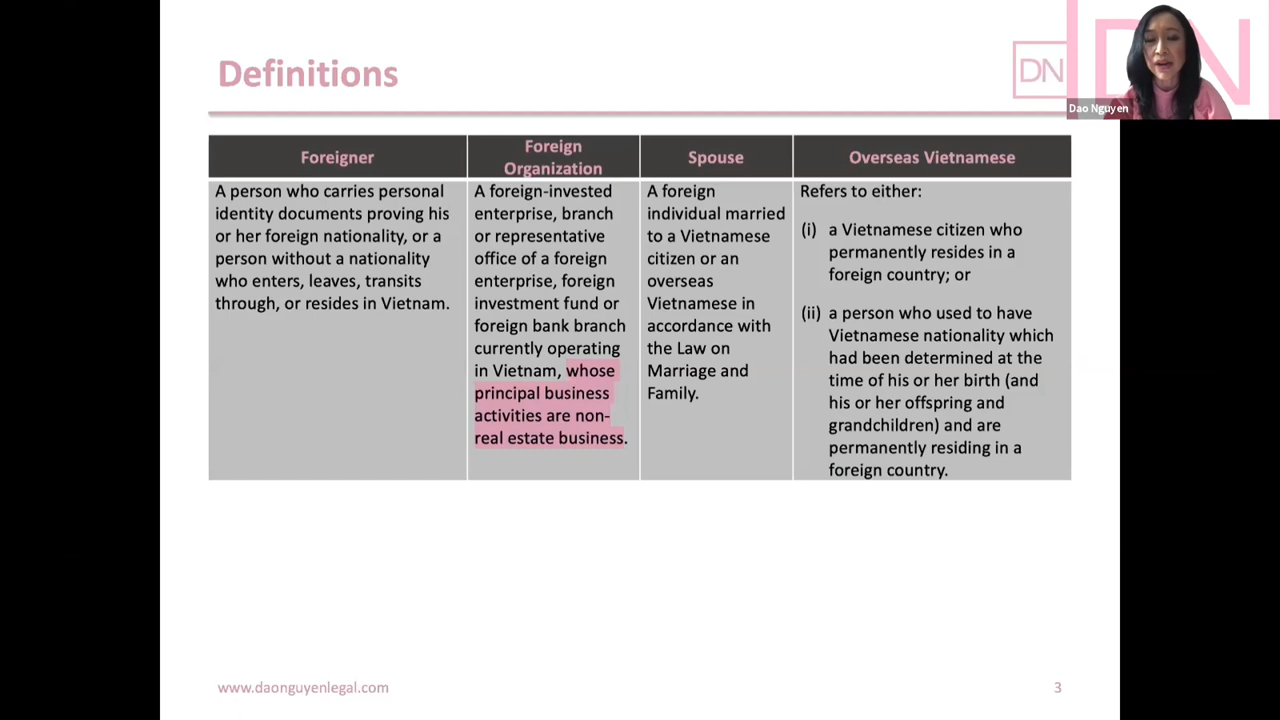 Definitions
DN
DN
Dao Nguyen
Foreigner
Foreign
Organization
Spouse
Overseas Vietnamese
A person who carries personal
identity documents proving his
or her foreign nationality, or a
person without a nationality
who enters, leaves, transits
through, or resides in Vietnam.
A foreign-invested
enterprise, branch
or representative
office of a foreign
enterprise, foreign
investment fund or
foreign bank branch
currently operating
in Vietnam, whose
principal business
activities are non-
real estate business.
A foreign
individual married
to a Vietnamese
citizen or an
overseas
Vietnamese in
accordance with
the Law on
Marriage and
Family.
Refers to either:
(i) a Vietnamese citizen who
permanently resides in a
foreign country; or
(ii) a person who used to have
Vietnamese nationality which
had been determined at the
time of his or her birth (and
his or her offspring and
grandchildren) and are
permanently residing in a
foreign country.
www.daonguyenlegal.com
3